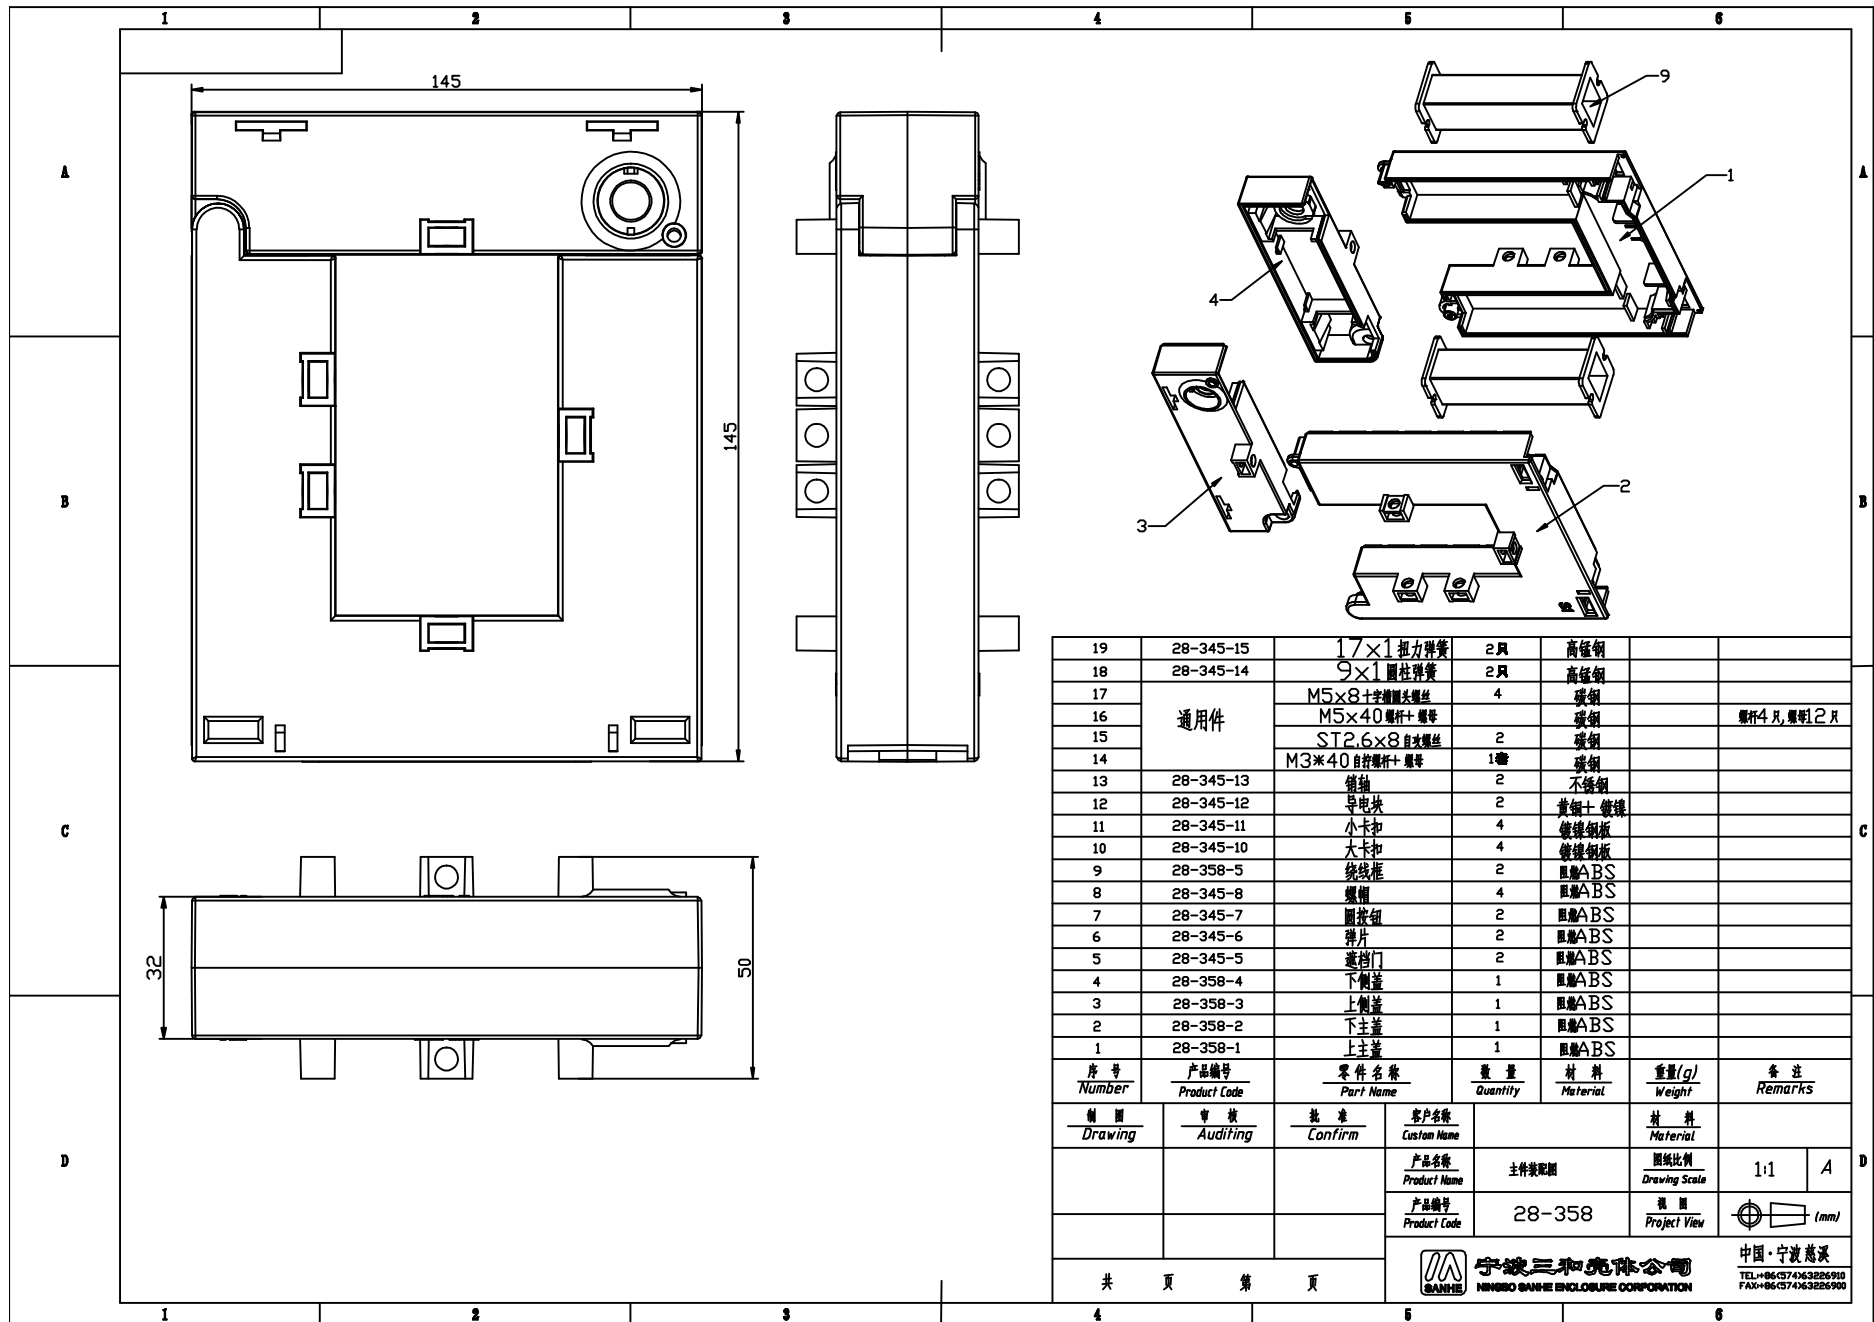 1 2 3 4 5 6
A A
B B
C C
D D
145
145
32
50
9
1
4
3
2
19 28-345-15 17×1扭力弹簧 2只 高锰钢
18 28-345-14 9×1圆柱弹簧 2只 高锰钢
17 通用件 M5×8十字槽圆头螺丝 4 碳钢
16 M5×40螺杆+螺母 碳钢 螺杆4只,螺母12只
15 ST2.6×8自攻螺丝 2 碳钢
14 M3*40自拧螺杆+螺母 1套 碳钢
13 28-345-13 销轴 2 不锈钢
12 28-345-12 导电块 2 黄铜+镀镍
11 28-345-11 小卡扣 4 镀镍钢板
10 28-345-10 大卡扣 4 镀镍钢板
9 28-358-5 绕线框 2 阻燃ABS
8 28-345-8 螺帽 4 阻燃ABS
7 28-345-7 圆按钮 2 阻燃ABS
6 28-345-6 弹片 2 阻燃ABS
5 28-345-5 遮档门 2 阻燃ABS
4 28-358-4 下侧盖 1 阻燃ABS
3 28-358-3 上侧盖 1 阻燃ABS
2 28-358-2 下主盖 1 阻燃ABS
1 28-358-1 上主盖 1 阻燃ABS
序号 产品编号 零件名称 数量 材料 重量(g) 备注
Number Product Code Part Name Quantity Material Weight Remarks
制图 审核 批准 客户名称 材料
Drawing Auditing Confirm Custom Name Material
产品名称 主件装配图 图纸比例 1:1 A
Product Name Drawing Scale
产品编号 28-358 视图 (mm)
Product Code Project View
共 页 第 页
SANHE
宁波三和壳体公司
NINGBO SANHE ENCLOSURE CORPORATION
中国·宁波慈溪
TEL:+86(574)63226910
FAX:+86(574)63226900
1 2 3 4 5 6